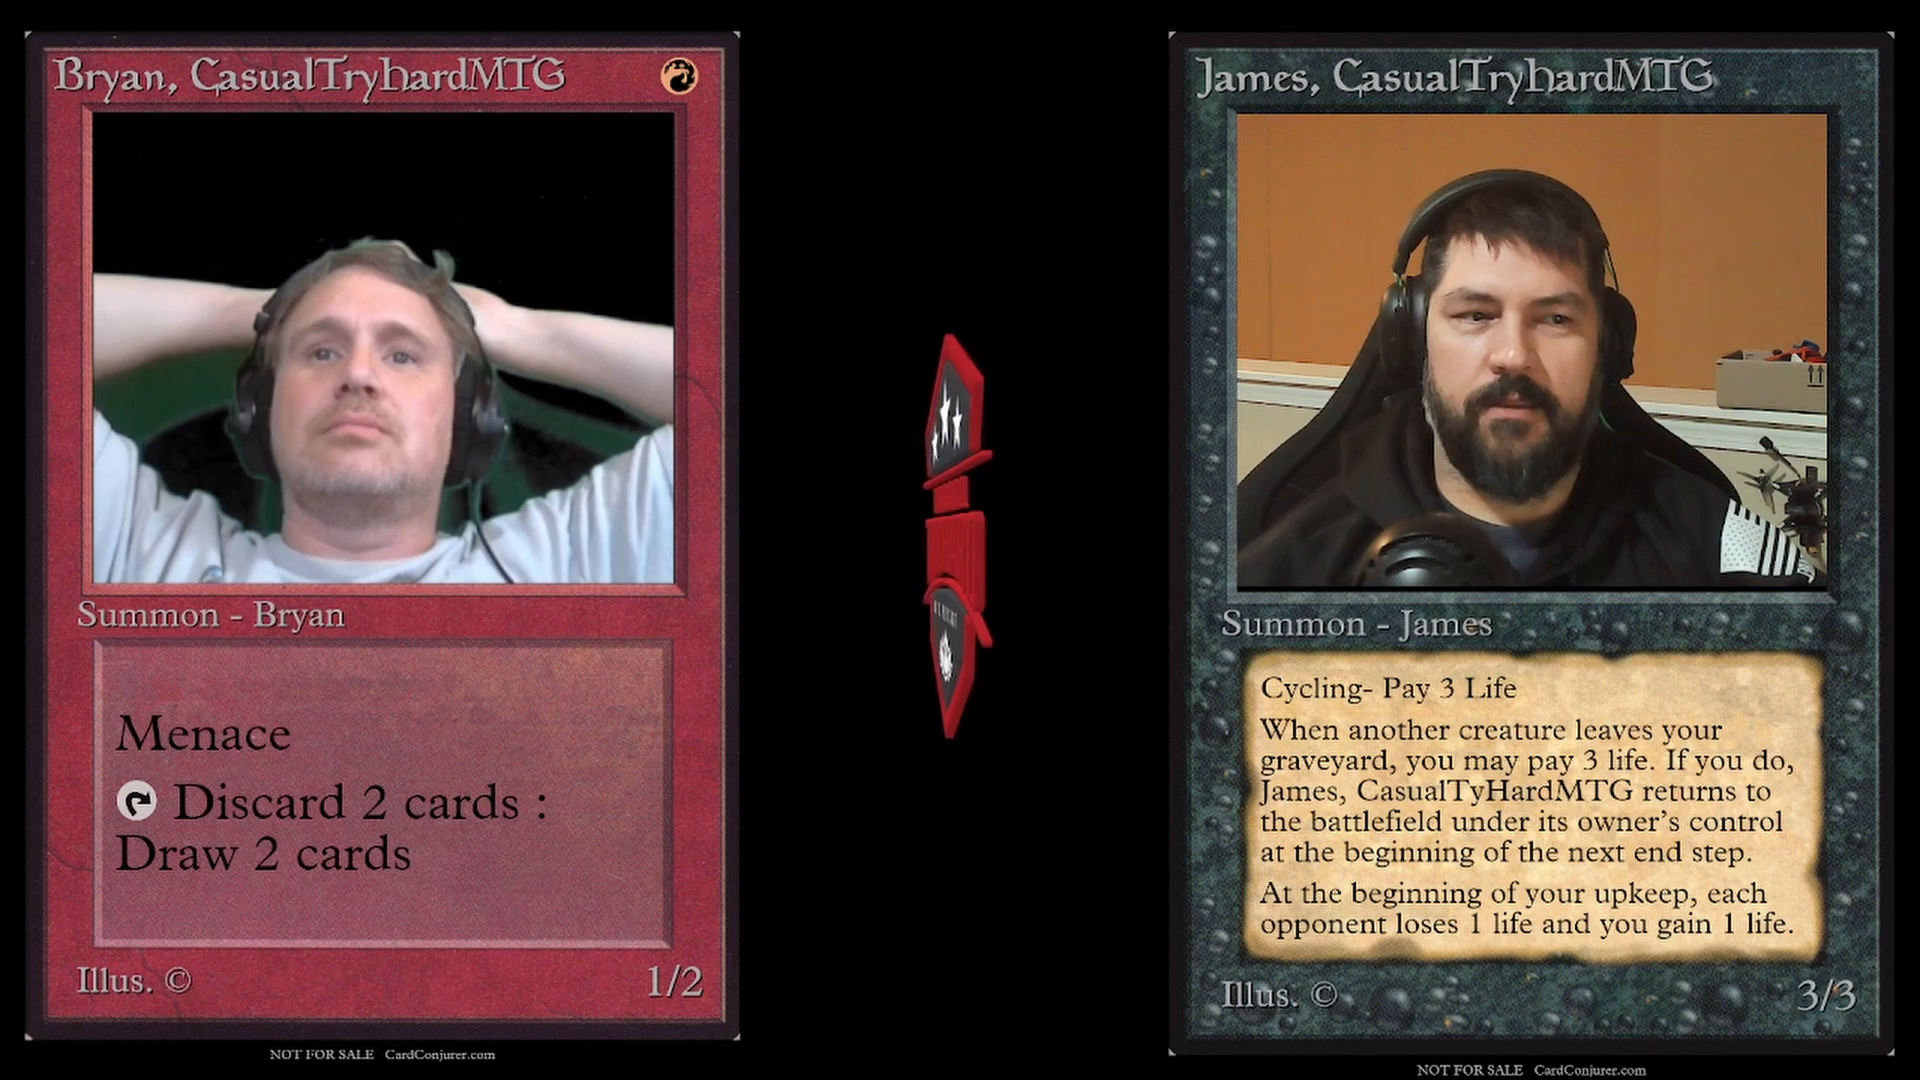 Bryan, CasualTryhardMTG
Summon - Bryan
Menace
Discard 2 cards :
Draw 2 cards
Illus. ©
1/2
NOT FOR SALE CardConjurer.com
James, CasualTryhardMTG
Summon - James
Cycling- Pay 3 Life
When another creature leaves your
graveyard, you may pay 3 life. If you do,
James, CasualTyHardMTG returns to
the battlefield under its owner's control
at the beginning of the next end step.
At the beginning of your upkeep, each
opponent loses 1 life and you gain 1 life.
Illus. ©
3/3
NOT FOR SALE CardConjurer.com